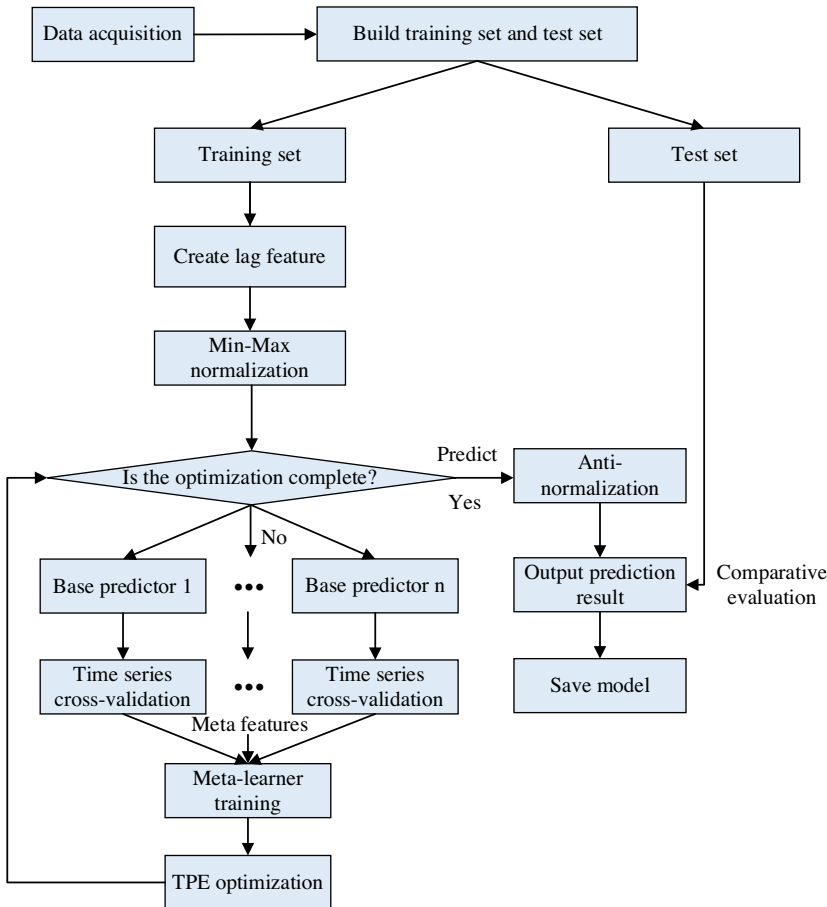 Data acquisition
Build training set and test set
Training set
Test set
Create lag feature
Min-Max
normalization
Is the optimization complete?
Predict
Yes
Anti-
normalization
No
Base predictor 1
•••
Base predictor n
Output prediction
result
Comparative
evaluation
Time series
cross-validation
•••
Time series
cross-validation
Save model
Meta features
Meta-learner
training
TPE optimization